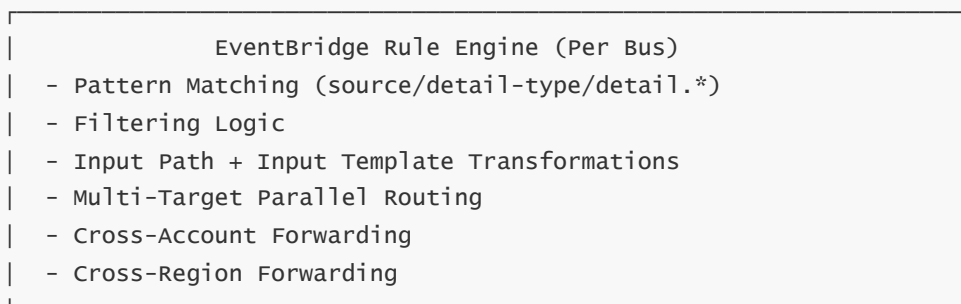 EventBridge Rule Engine (Per Bus)
- Pattern Matching (source/detail-type/detail.*)
- Filtering Logic
- Input Path + Input Template Transformations
- Multi-Target Parallel Routing
- Cross-Account Forwarding
- Cross-Region Forwarding